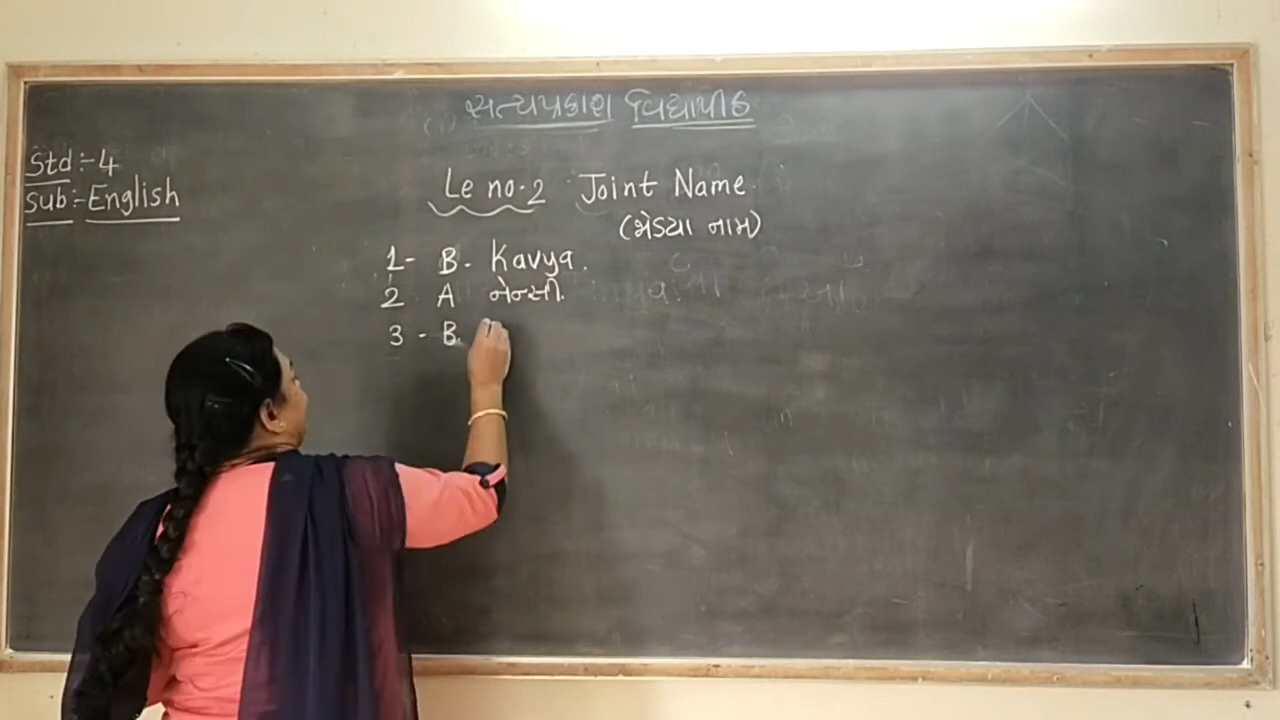 સત્યપ્રકાશ વિદ્યાપીઠ
Std :- 4
Sub :- English
Le no. 2 Joint Name
(જોડ્યા નામ)
1 - B. Kavya.
2 A નેન્સી.
3 - B.